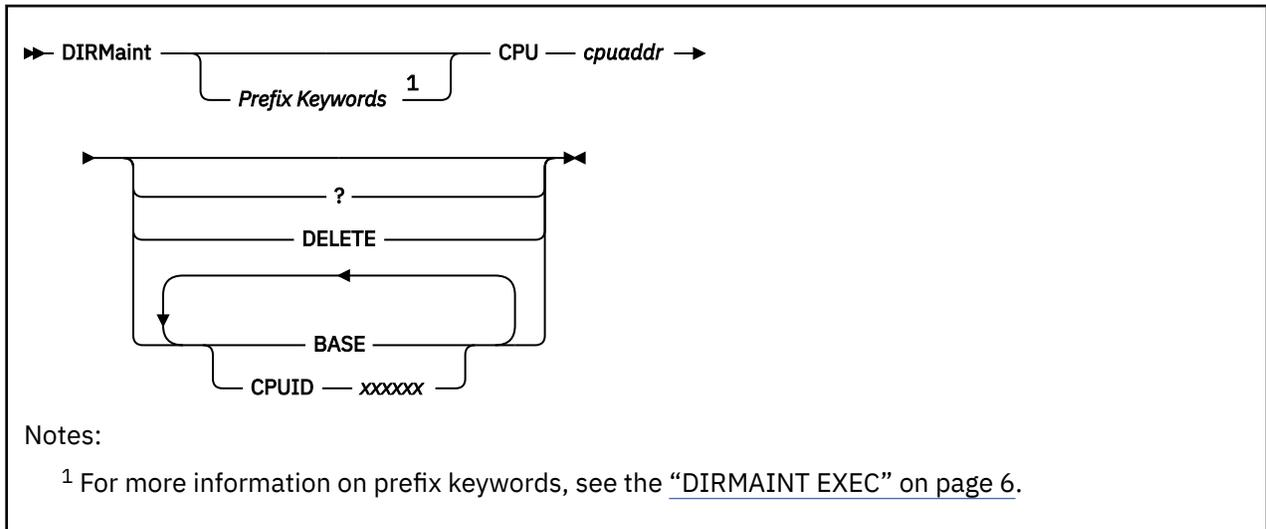 DIRMaint CPU cpuaddr
Prefix Keywords 1
?
DELETE
BASE
CPUID xxxxxx
Notes:
1 For more information on prefix keywords, see the “DIRMAINT EXEC” on page 6.